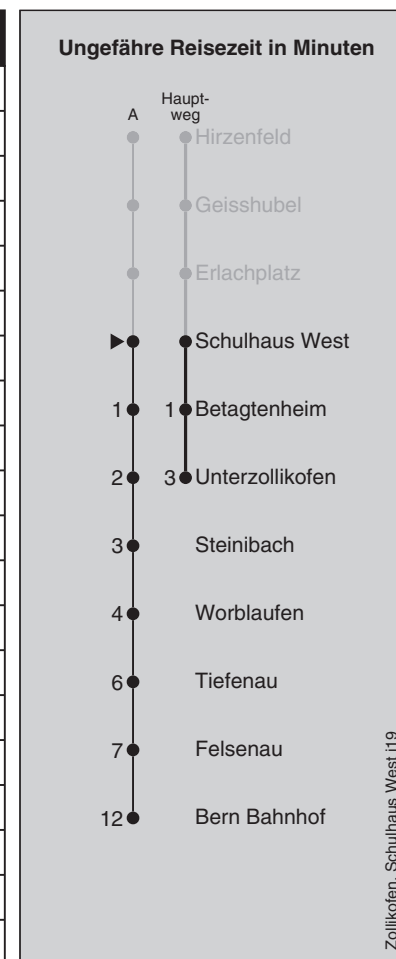 Ungefähre Reisezeit in Minuten
Haupt-
A weg
Hirzenfeld
Geisshubel
Erlachplatz
Schulhaus West
1 1 Betagtenheim
2 3 Unterzollikofen
3 Steinibach
4 Worblaufen
6 Tiefenau
7 Felsenau
12 Bern Bahnhof
Zollikofen, Schulhaus West j19